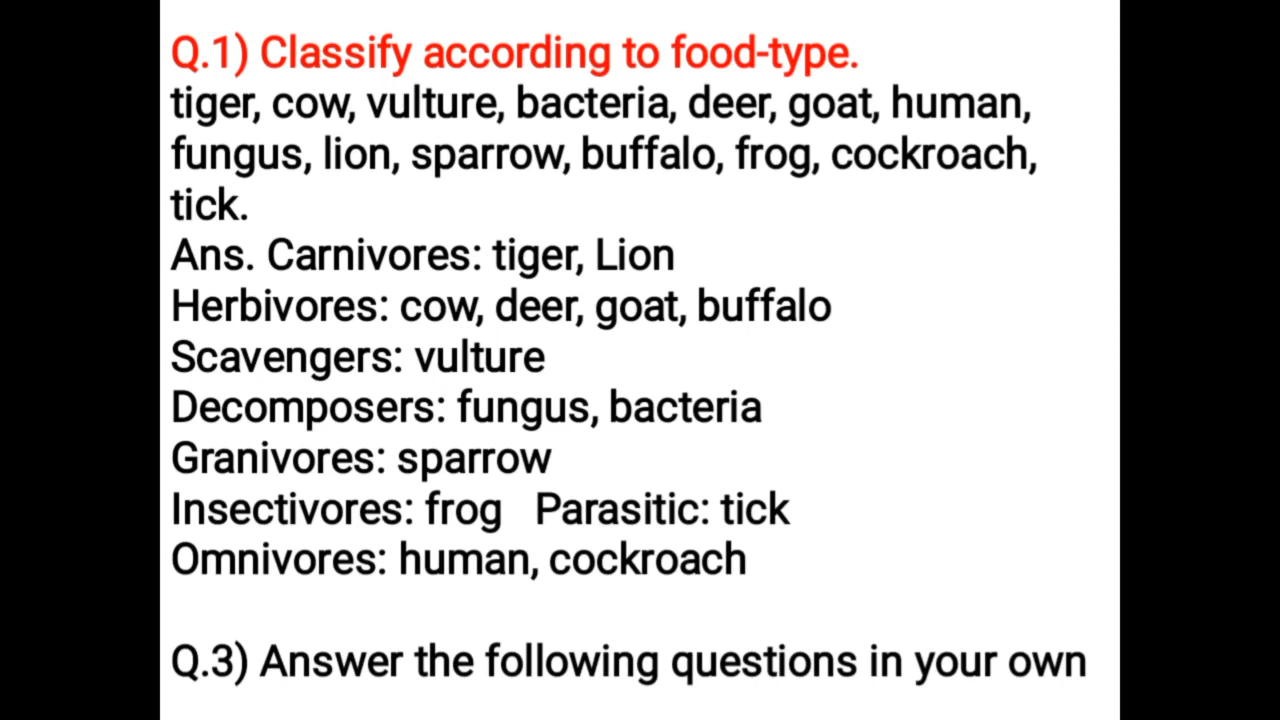 Q.1) Classify according to food-type.
tiger, cow, vulture, bacteria, deer, goat, human,
fungus, lion, sparrow, buffalo, frog, cockroach,
tick.
Ans. Carnivores: tiger, Lion
Herbivores: cow, deer, goat, buffalo
Scavengers: vulture
Decomposers: fungus, bacteria
Granivores: sparrow
Insectivores: frog   Parasitic: tick
Omnivores: human, cockroach
Q.3) Answer the following questions in your own